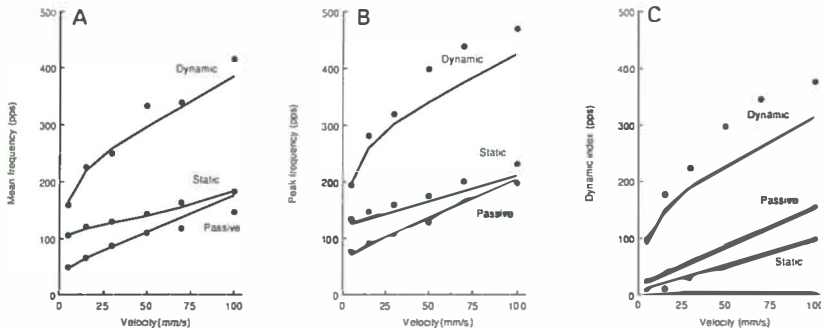 A
500
400
300
200
100
0
Mean frequency (pps)
Dynamic
Static
Passive
0 25 50 75 100
Velocity (mm/s)
B
500
400
300
200
100
0
Peak frequency (pps)
Dynamic
Static
Passive
0 25 50 75 100
Velocity (mm/s)
C
500
400
300
200
100
0
Dynamic index (pps)
Dynamic
Passive
Static
0 25 50 75 100
Velocity (mm/s)